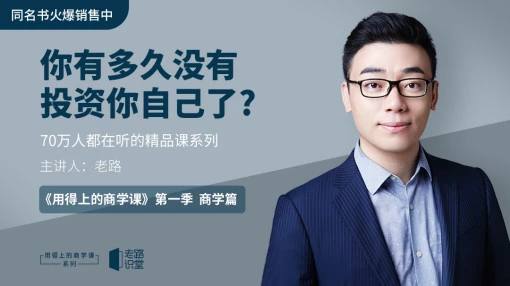 同名书火爆销售中
你有多久没有
投资你自己了?
70万人都在听的精品课系列
主讲人：老路
《用得上的商学课》第一季 商学篇
用得上的商学课
系列
老路
识堂